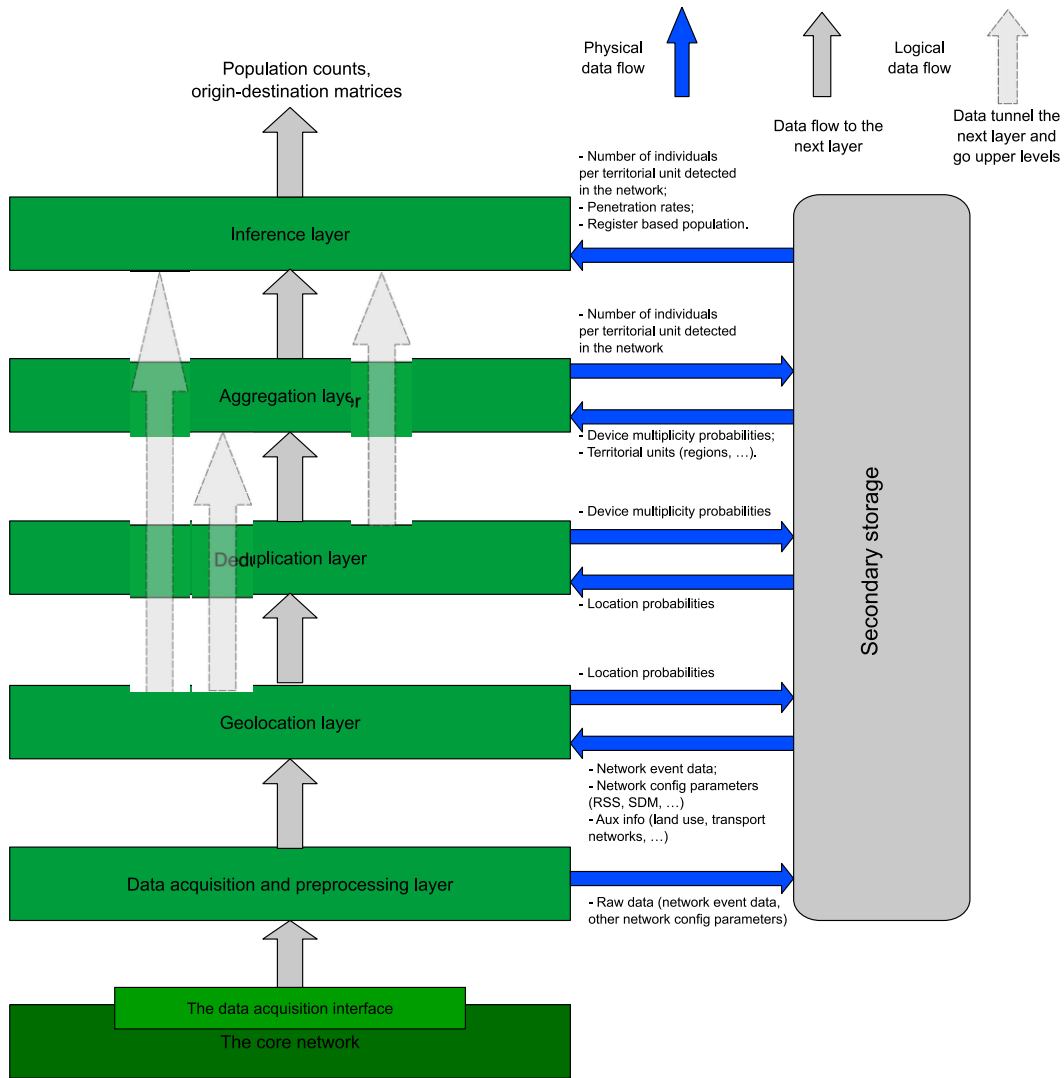 Physical
data flow
Logical
data flow
Data flow to the
next layer
Data tunnel the
next layer and
go upper levels
Population counts,
origin-destination matrices
- Number of individuals
per territorial unit detected
in the network;
- Penetration rates;
- Register based population.
Inference layer
- Number of individuals
per territorial unit detected
in the network
Aggregation layer
er
- Device multiplicity probabilities;
- Territorial units (regions, …).
- Device multiplicity probabilities
Deduplication layer
- Location probabilities
Secondary storage
- Location probabilities
Geolocation layer
- Network event data;
- Network config parameters
(RSS, SDM, …)
- Aux info (land use, transport
networks, …)
Data acquisition and preprocessing layer
- Raw data (network event data,
other network config parameters)
The data acquisition interface
The core network